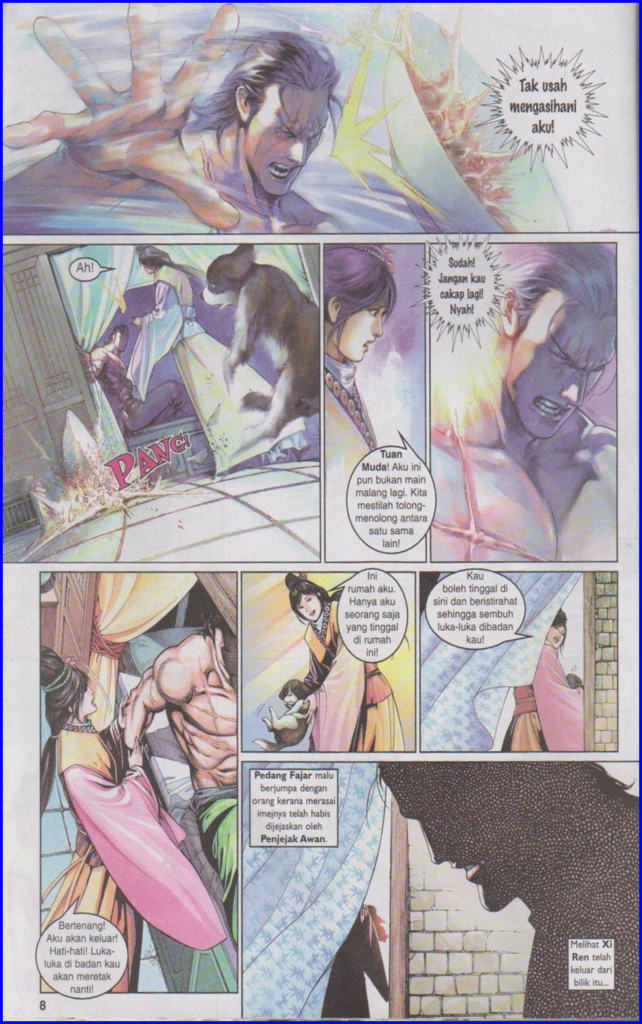 Tak usah
mengasihani
aku!
Ah!
PANG!
Tuan
Muda! Aku ini
pun bukan main
malang lagi. Kita
mestilah tolong-
menolong antara
satu sama
lain!
Sudah!
Jangan kau
cakap lagi!
Nyah!
Bertenang!
Aku akan keluar!
Hati-hati! Luka-
luka di badan kau
akan meretak
nanti!
Ini
rumah aku.
Hanya aku
seorang saja
yang tinggal
di rumah
ini!
Kau
boleh tinggal di
sini dan beristirahat
sehingga sembuh
luka-luka dibadan
kau!
Pedang Fajar malu
berjumpa dengan
orang kerana merasai
imejnya telah habis
dijejaskan oleh
Penjejak Awan.
Melihat Xi
Ren telah
keluar dari
bilik itu...
8